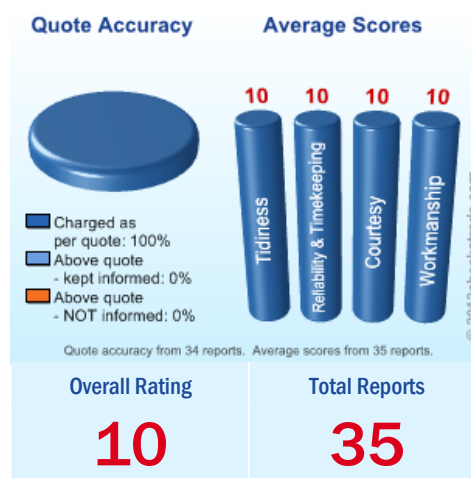 Quote Accuracy
Average Scores
10 10 10 10
Tidiness
Reliability & Timekeeping
Courtesy
Workmanship
Charged as
per quote: 100%
Above quote
- kept informed: 0%
Above quote
- NOT informed: 0%
Quote accuracy from 34 reports. Average scores from 35 reports.
Overall Rating
Total Reports
10
35